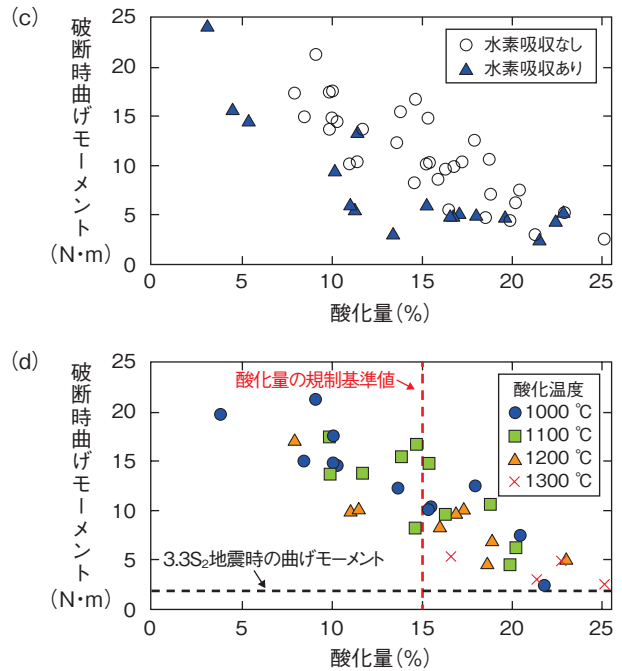 (c)
破断時曲げモーメント
(N・m)
25
20
15
10
5
0
○ 水素吸収なし
▲ 水素吸収あり
0 5 10 15 20 25
酸化量(%)
(d)
破断時曲げモーメント
(N・m)
25
20
15
10
5
0
酸化量の規制基準値
酸化温度
1000 ℃
1100 ℃
1200 ℃
1300 ℃
3.3S₂地震時の曲げモーメント
0 5 10 15 20 25
酸化量(%)